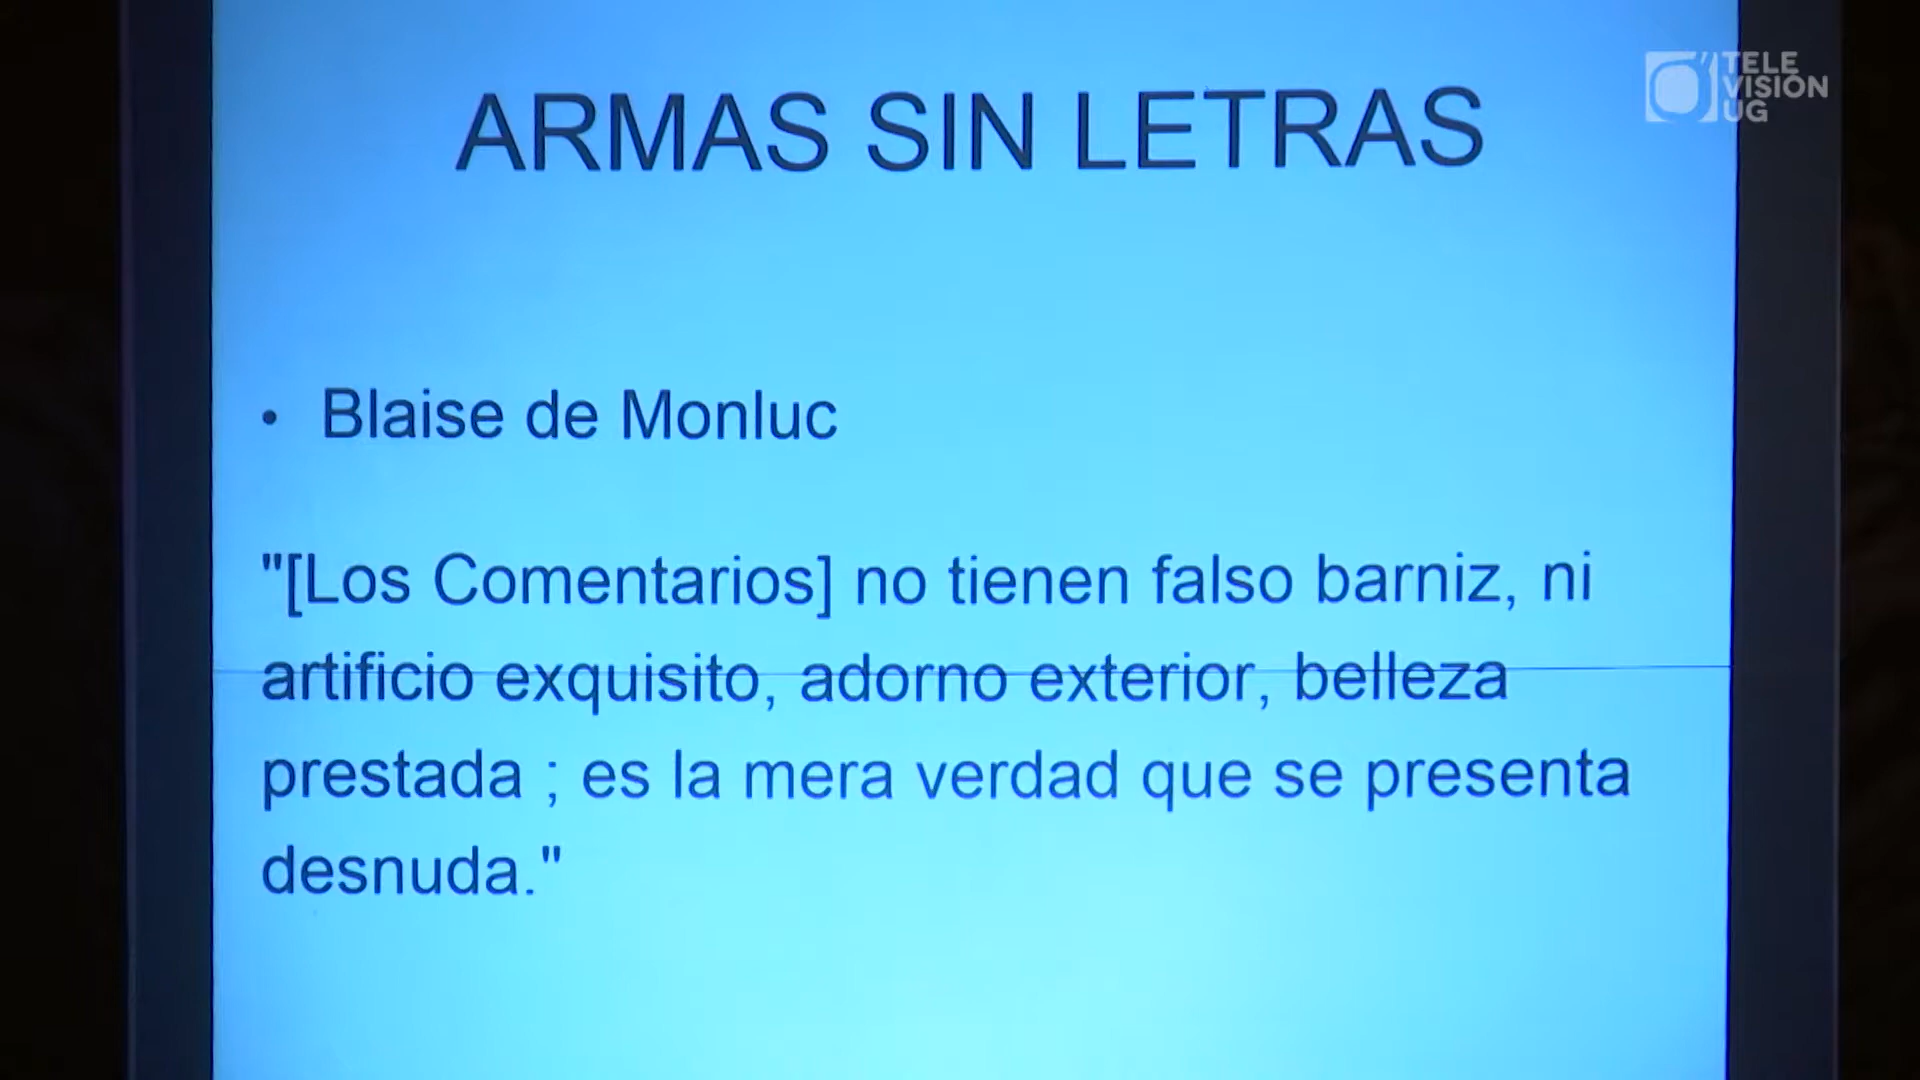 TELE
VISIÓN
UG
ARMAS SIN LETRAS
• Blaise de Monluc
"[Los Comentarios] no tienen falso barniz, ni
artificio exquisito, adorno exterior, belleza
prestada ; es la mera verdad que se presenta
desnuda."